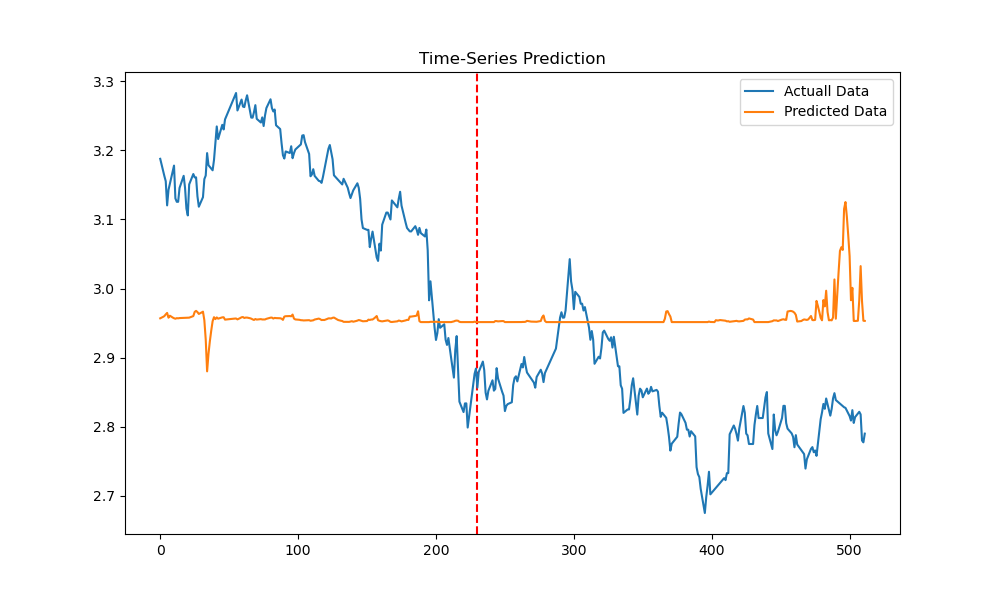 Time-Series Prediction
Actuall Data
Predicted Data
3.3
3.2
3.1
3.0
2.9
2.8
2.7
0 100 200 300 400 500